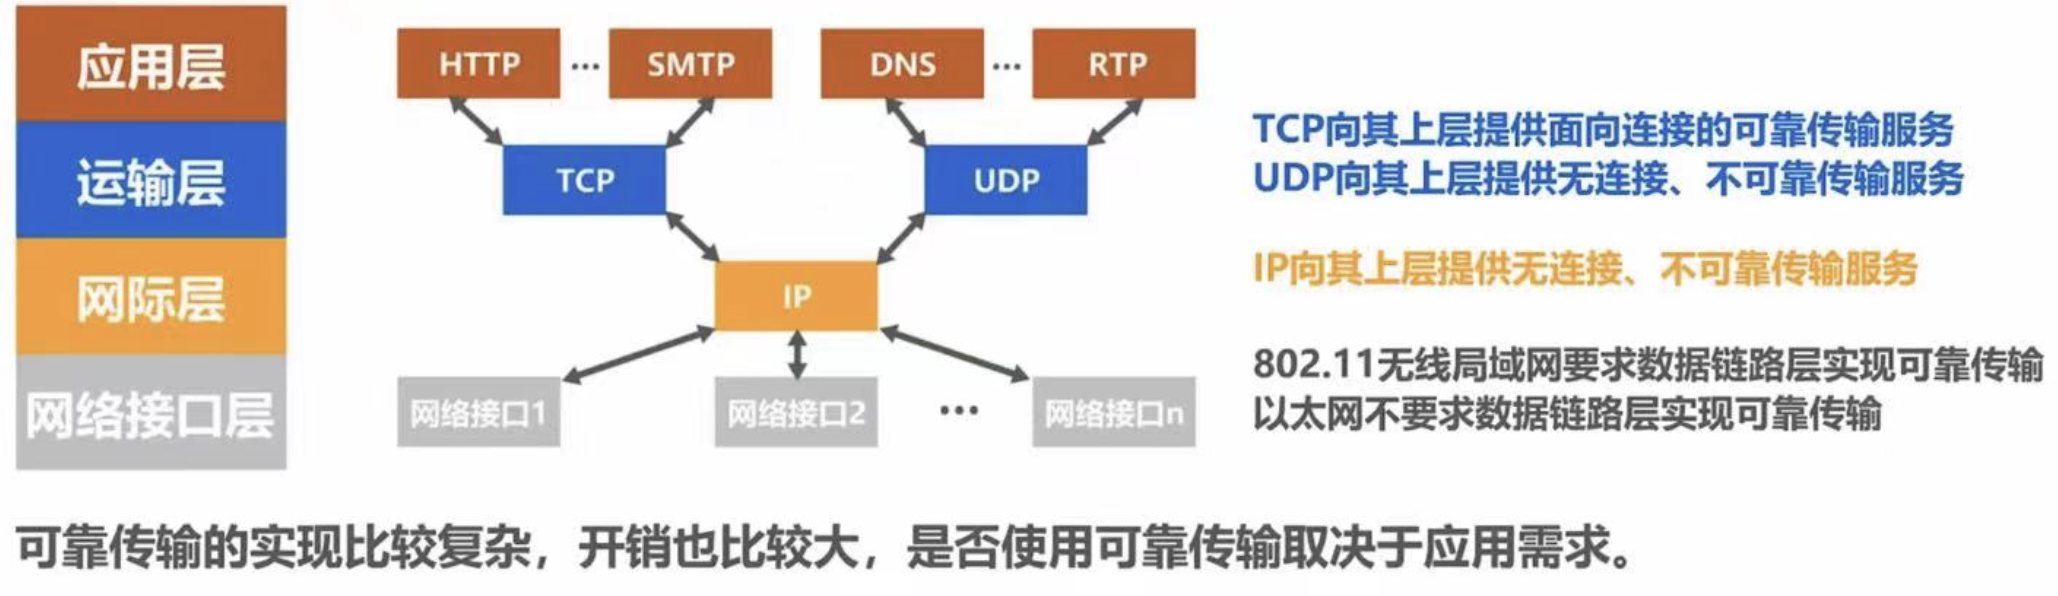 应用层
HTTP ... SMTP DNS ... RTP
运输层
TCP UDP
TCP向其上层提供面向连接的可靠传输服务
UDP向其上层提供无连接、不可靠传输服务
网际层
IP
IP向其上层提供无连接、不可靠传输服务
网络接口层
网络接口1 网络接口2 ... 网络接口n
802.11无线局域网要求数据链路层实现可靠传输
以太网不要求数据链路层实现可靠传输
可靠传输的实现比较复杂，开销也比较大，是否使用可靠传输取决于应用需求。